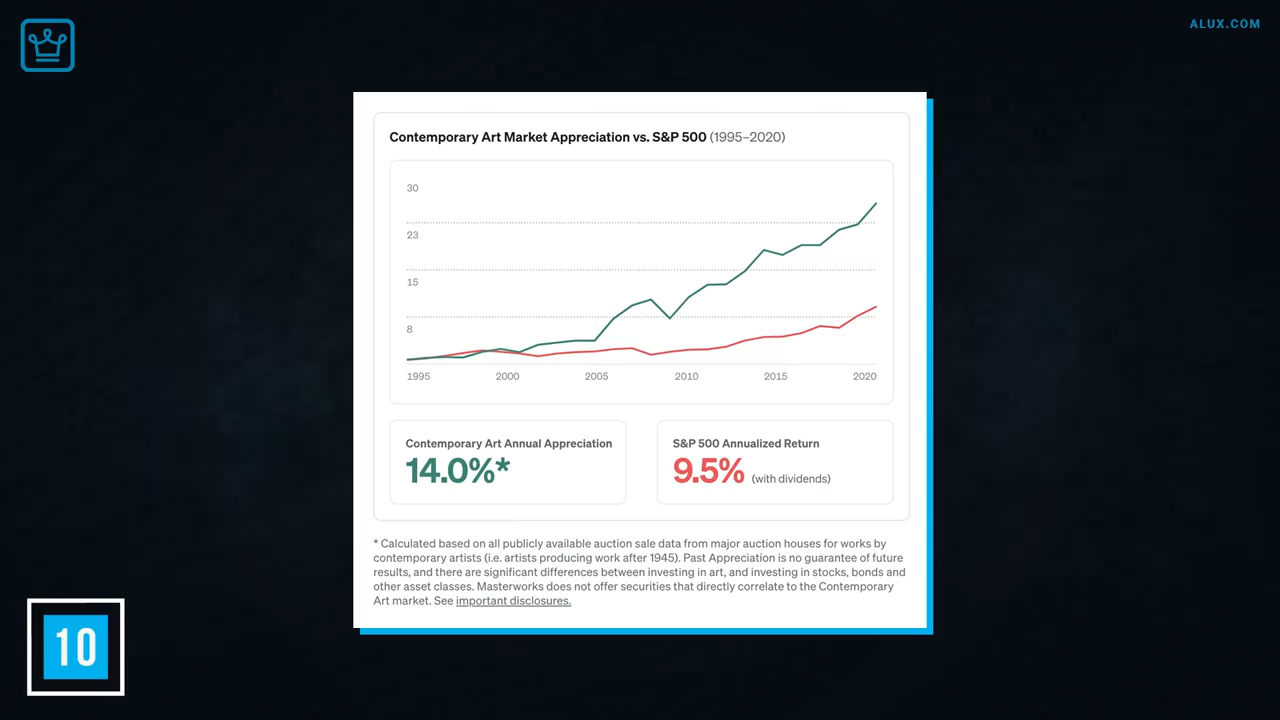 ALUX.COM
Contemporary Art Market Appreciation vs. S&P 500 (1995–2020)
30
23
15
8
1995 2000 2005 2010 2015 2020
Contemporary Art Annual Appreciation
14.0%*
S&P 500 Annualized Return
9.5% (with dividends)
* Calculated based on all publicly available auction sale data from major auction houses for works by
contemporary artists (i.e. artists producing work after 1945). Past Appreciation is no guarantee of future
results, and there are significant differences between investing in art, and investing in stocks, bonds and
other asset classes. Masterworks does not offer securities that directly correlate to the Contemporary
Art market. See important disclosures.
10